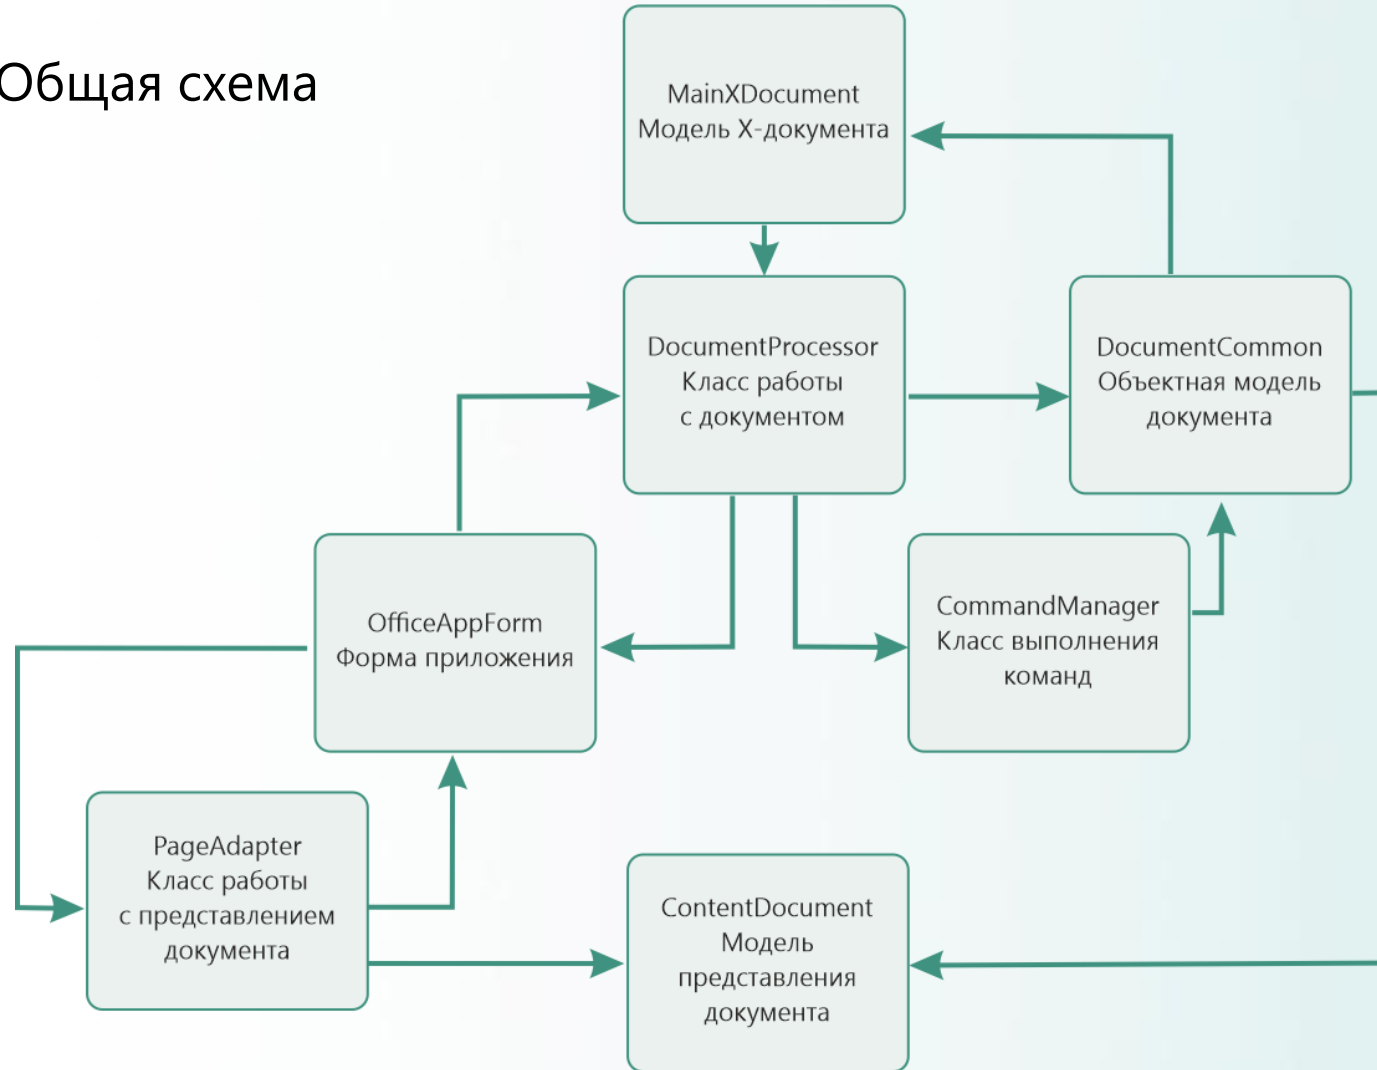 Общая схема
MainXDocument
Модель X-документа
DocumentProcessor
Класс работы
с документом
DocumentCommon
Объектная модель
документа
OfficeAppForm
Форма приложения
CommandManager
Класс выполнения
команд
PageAdapter
Класс работы
с представлением
документа
ContentDocument
Модель
представления
документа